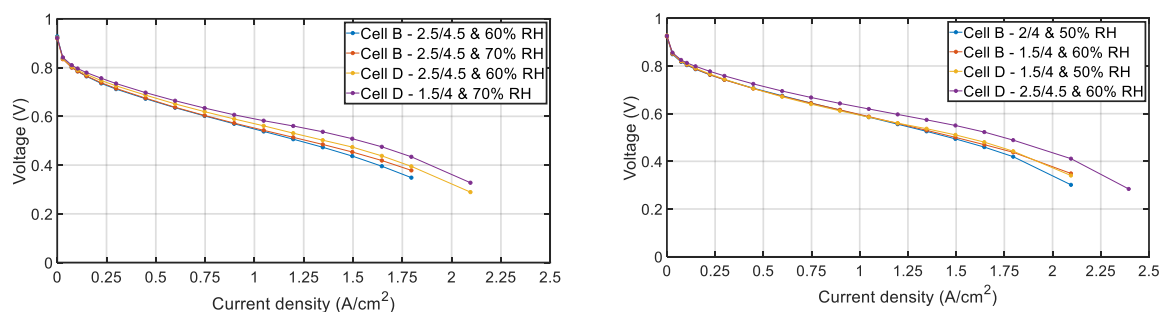 1
0.8
0.6
0.4
0.2
0
Voltage (V)
0 0.25 0.5 0.75 1 1.25 1.5 1.75 2 2.25 2.5
Current density (A/cm²)
Cell B - 2.5/4.5 & 60% RH
Cell B - 2.5/4.5 & 70% RH
Cell D - 2.5/4.5 & 60% RH
Cell D - 1.5/4 & 70% RH
1
0.8
0.6
0.4
0.2
0
Voltage (V)
0 0.25 0.5 0.75 1 1.25 1.5 1.75 2 2.25 2.5
Current density (A/cm²)
Cell B - 2/4 & 50% RH
Cell B - 1.5/4 & 60% RH
Cell D - 1.5/4 & 50% RH
Cell D - 2.5/4.5 & 60% RH